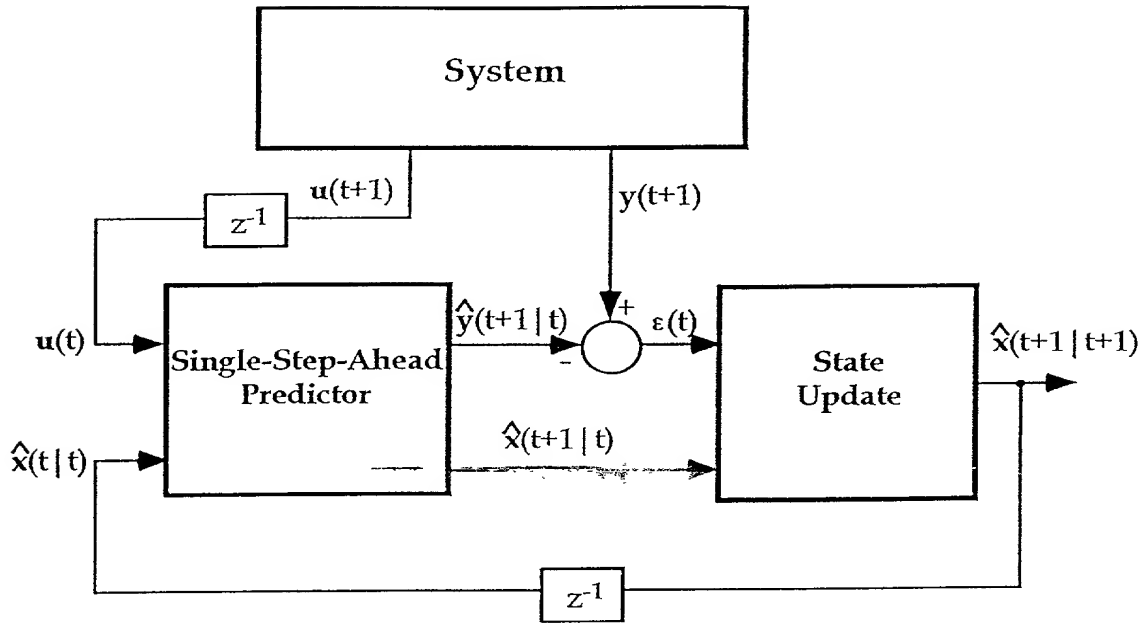 System
u(t+1)
y(t+1)
z⁻¹
ŷ(t+1|t)
+
ε(t)
-
u(t)
Single-Step-Ahead
Predictor
State
Update
x̂(t+1|t+1)
x̂(t|t)
x̂(t+1|t)
z⁻¹